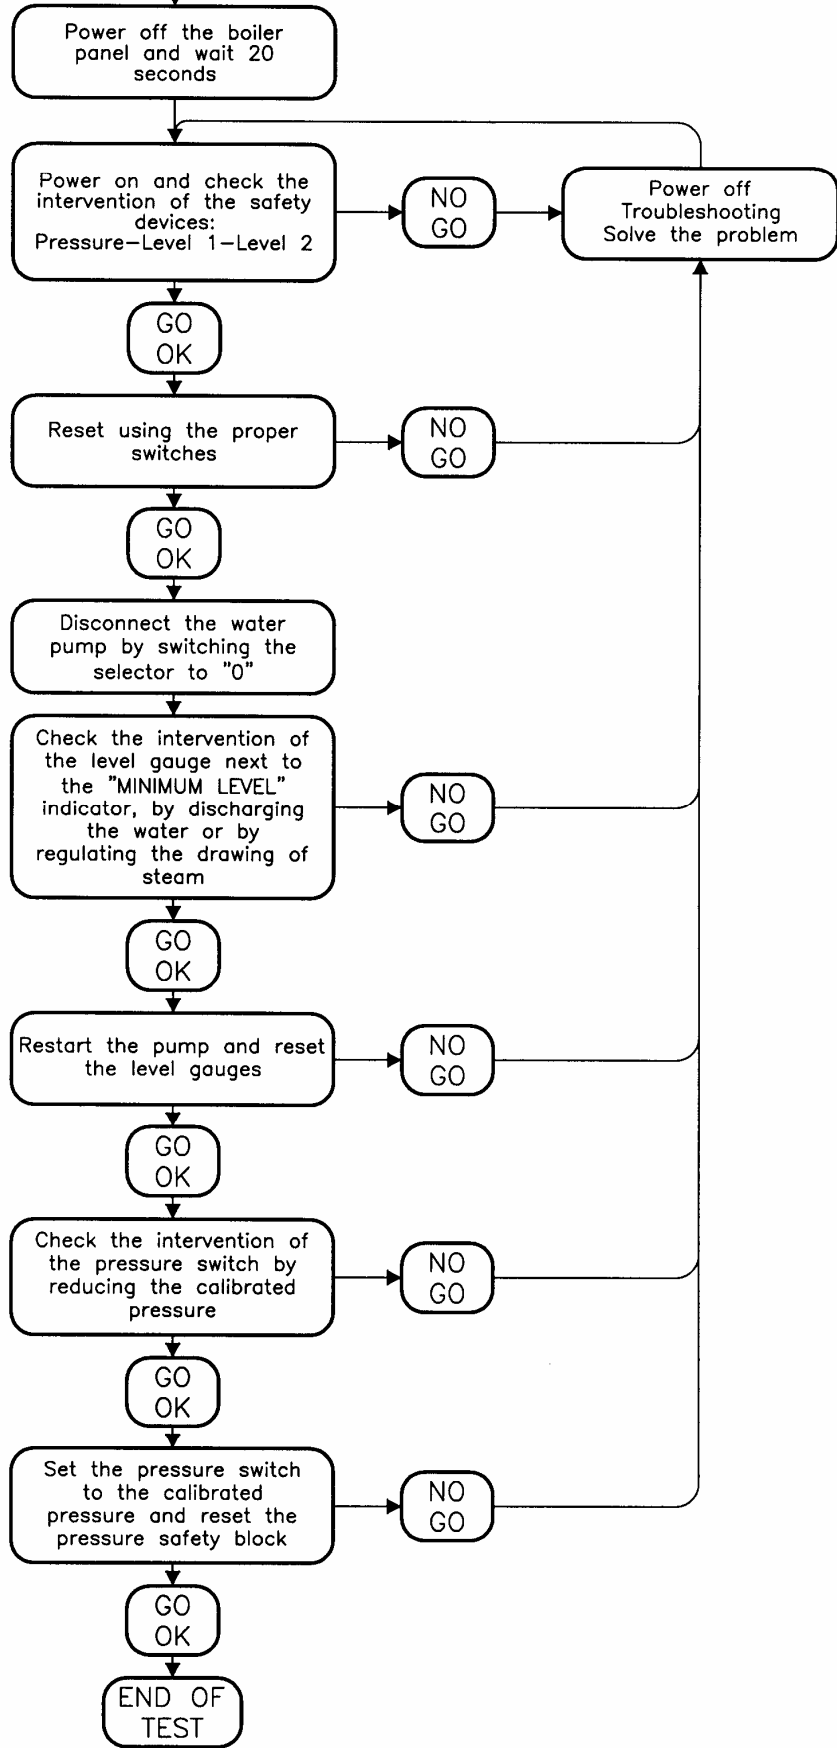 Power off the boiler
panel and wait 20
seconds
Power on and check the
intervention of the safety
devices:
Pressure-Level 1-Level 2
NO
GO
Power off
Troubleshooting
Solve the problem
GO
OK
Reset using the proper
switches
NO
GO
GO
OK
Disconnect the water
pump by switching the
selector to "0"
Check the intervention of
the level gauge next to
the "MINIMUM LEVEL"
indicator, by discharging
the water or by
regulating the drawing of
steam
NO
GO
GO
OK
Restart the pump and reset
the level gauges
NO
GO
GO
OK
Check the intervention of
the pressure switch by
reducing the calibrated
pressure
NO
GO
GO
OK
Set the pressure switch
to the calibrated
pressure and reset the
pressure safety block
NO
GO
GO
OK
END OF
TEST